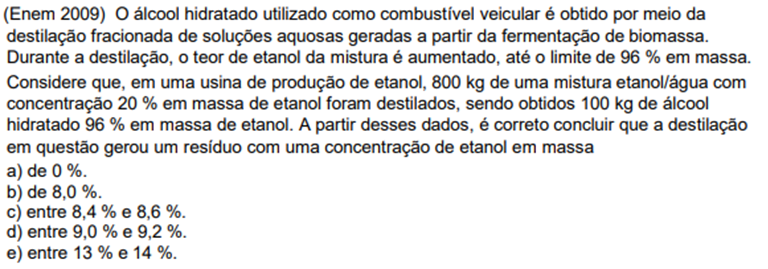 (Enem 2009) O álcool hidratado utilizado como combustível veicular é obtido por meio da
destilação fracionada de soluções aquosas geradas a partir da fermentação de biomassa.
Durante a destilação, o teor de etanol da mistura é aumentado, até o limite de 96 % em massa.
Considere que, em uma usina de produção de etanol, 800 kg de uma mistura etanol/água com
concentração 20 % em massa de etanol foram destilados, sendo obtidos 100 kg de álcool
hidratado 96 % em massa de etanol. A partir desses dados, é correto concluir que a destilação
em questão gerou um resíduo com uma concentração de etanol em massa
a) de 0 %.
b) de 8,0 %.
c) entre 8,4 % e 8,6 %.
d) entre 9,0 % e 9,2 %.
e) entre 13 % e 14 %.